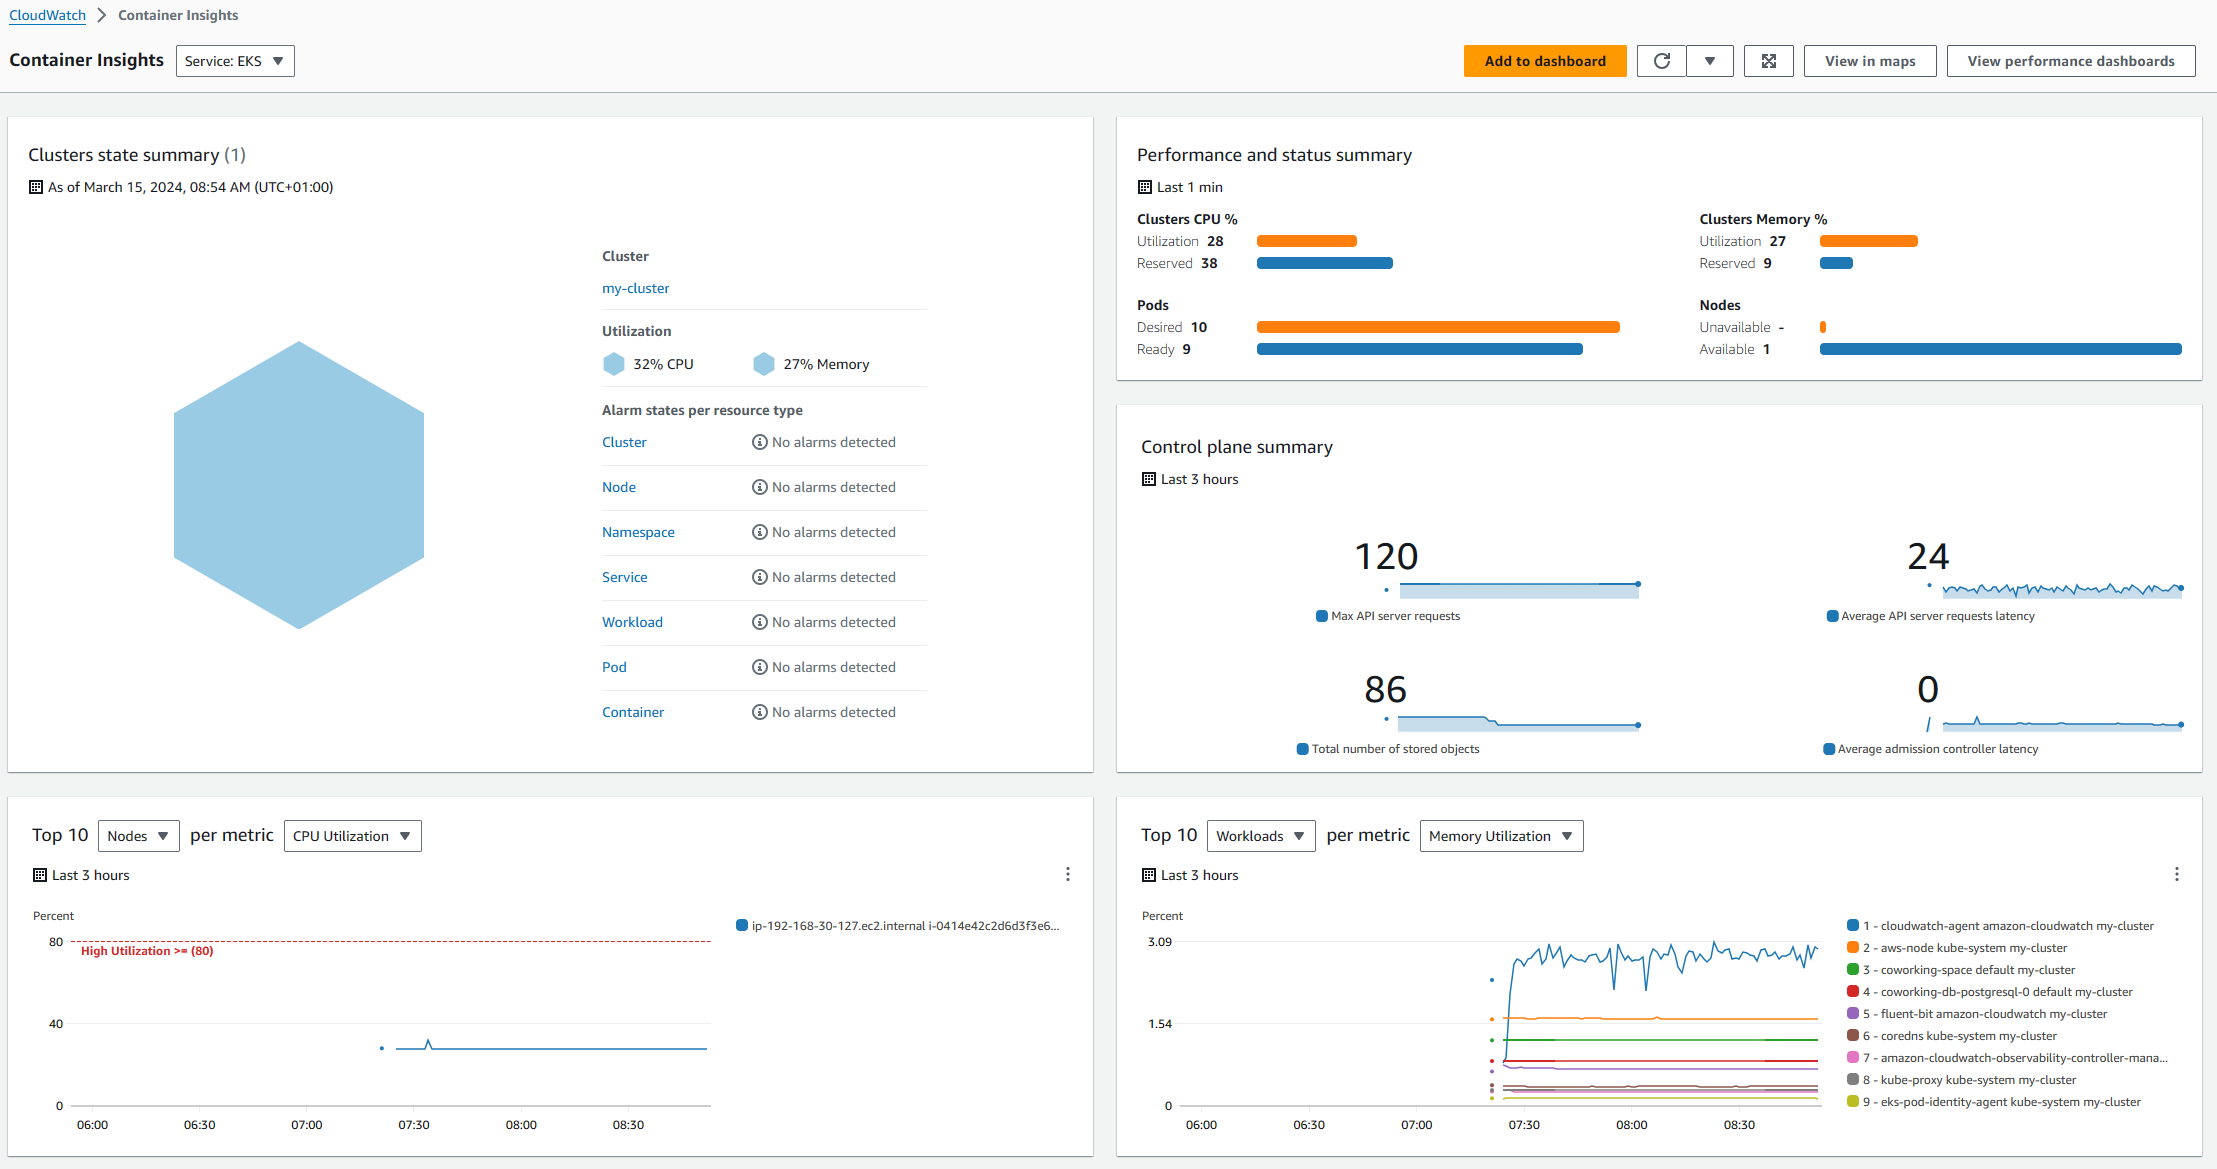 CloudWatch > Container Insights
Container Insights Service: EKS
Add to dashboard
View in maps
View performance dashboards
Clusters state summary (1)
As of March 15, 2024, 08:54 AM (UTC+01:00)
Cluster
my-cluster
Utilization
32% CPU 27% Memory
Alarm states per resource type
Cluster No alarms detected
Node No alarms detected
Namespace No alarms detected
Service No alarms detected
Workload No alarms detected
Pod No alarms detected
Container No alarms detected
Performance and status summary
Last 1 min
Clusters CPU %
Utilization 28
Reserved 38
Clusters Memory %
Utilization 27
Reserved 9
Pods
Desired 10
Ready 9
Nodes
Unavailable -
Available 1
Control plane summary
Last 3 hours
120
Max API server requests
24
Average API server requests latency
86
Total number of stored objects
0
Average admission controller latency
Top 10 Nodes per metric CPU Utilization
Last 3 hours
Percent
80
High Utilization >= (80)
40
0
06:00 06:30 07:00 07:30 08:00 08:30
ip-192-168-30-127.ec2.internal i-0414e42c2d6d3f3e6...
Top 10 Workloads per metric Memory Utilization
Last 3 hours
Percent
3.09
1.54
0
06:00 06:30 07:00 07:30 08:00 08:30
1 - cloudwatch-agent amazon-cloudwatch my-cluster
2 - aws-node kube-system my-cluster
3 - coworking-space default my-cluster
4 - coworking-db-postgresql-0 default my-cluster
5 - fluent-bit amazon-cloudwatch my-cluster
6 - coredns kube-system my-cluster
7 - amazon-cloudwatch-observability-controller-mana...
8 - kube-proxy kube-system my-cluster
9 - eks-pod-identity-agent kube-system my-cluster